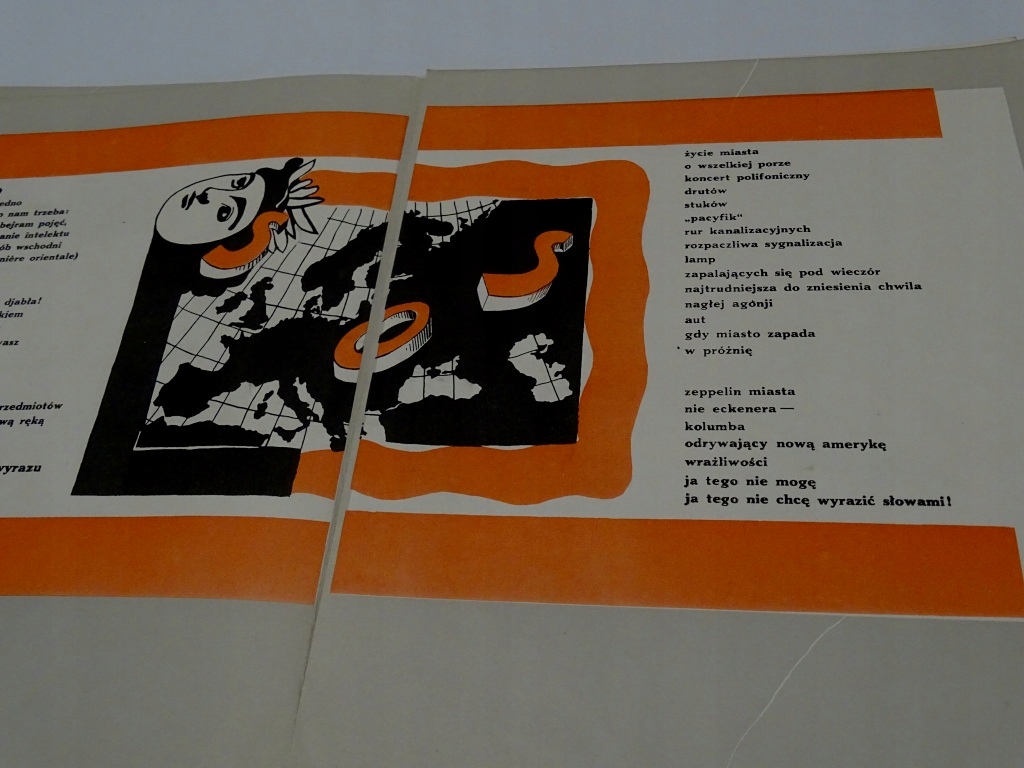 edno
o nam trzeba:
bejram pojęć,
anie intelektu
ób wschodni
nière orientale)
djabła!
kiem
wasz
rzedmiotów
wą ręką
wyrazu
S
O
S
życie miasta
o wszelkiej porze
koncert polifoniczny
drutów
stuków
„pacyfik“
rur kanalizacyjnych
rozpaczliwa sygnalizacja
lamp
zapalających się pod wieczór
najtrudniejsza do zniesienia chwila
nagłej agónji
aut
gdy miasto zapada
w próżnię
zeppelin miasta
nie eckenera —
kolumba
odrywający nową amerykę
wrażliwości
ja tego nie mogę
ja tego nie chcę wyrazić słowami!